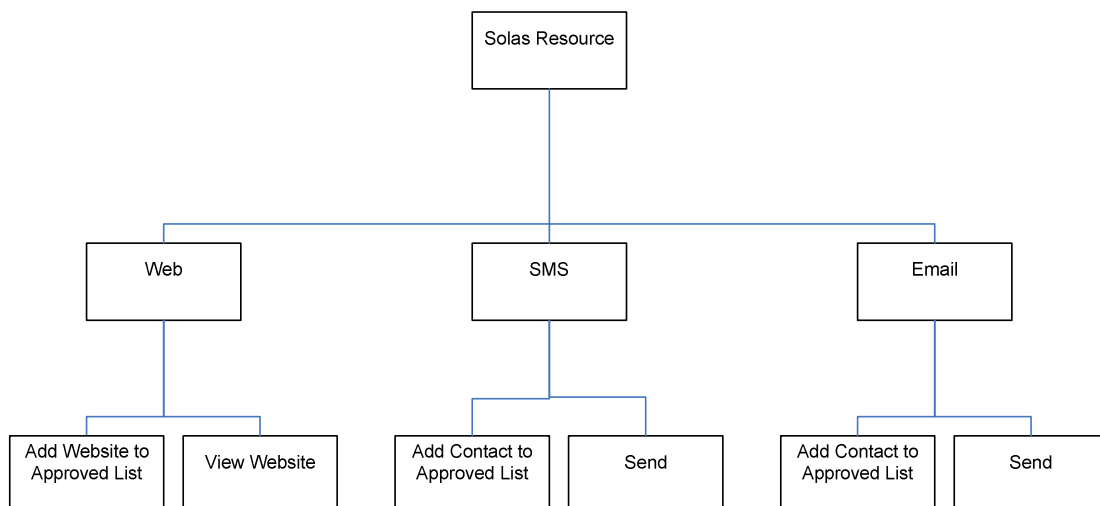 Solas Resource
Web
SMS
Email
Add Website to
Approved List
View Website
Add Contact to
Approved List
Send
Add Contact to
Approved List
Send